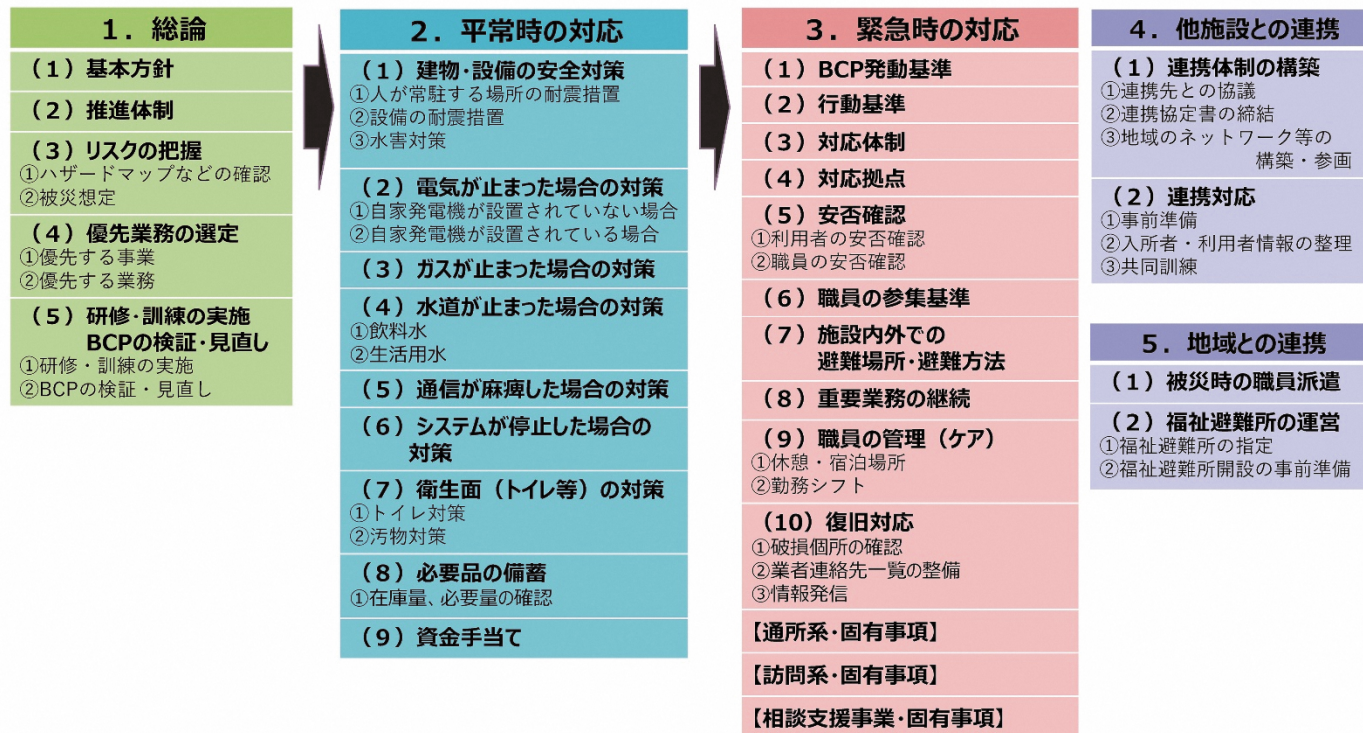 1．総論
（1）基本方針
（2）推進体制
（3）リスクの把握
①ハザードマップなどの確認
②被災想定
（4）優先業務の選定
①優先する事業
②優先する業務
（5）研修・訓練の実施
BCPの検証・見直し
①研修・訓練の実施
②BCPの検証・見直し
2．平常時の対応
（1）建物・設備の安全対策
①人が常駐する場所の耐震措置
②設備の耐震措置
③水害対策
（2）電気が止まった場合の対策
①自家発電機が設置されていない場合
②自家発電機が設置されている場合
（3）ガスが止まった場合の対策
（4）水道が止まった場合の対策
①飲料水
②生活用水
（5）通信が麻痺した場合の対策
（6）システムが停止した場合の
対策
（7）衛生面（トイレ等）の対策
①トイレ対策
②汚物対策
（8）必要品の備蓄
①在庫量、必要量の確認
（9）資金手当て
3．緊急時の対応
（1）BCP発動基準
（2）行動基準
（3）対応体制
（4）対応拠点
（5）安否確認
①利用者の安否確認
②職員の安否確認
（6）職員の参集基準
（7）施設内外での
避難場所・避難方法
（8）重要業務の継続
（9）職員の管理（ケア）
①休憩・宿泊場所
②勤務シフト
（10）復旧対応
①破損個所の確認
②業者連絡先一覧の整備
③情報発信
【通所系・固有事項】
【訪問系・固有事項】
【相談支援事業・固有事項】
4．他施設との連携
（1）連携体制の構築
①連携先との協議
②連携協定書の締結
③地域のネットワーク等の
構築・参画
（2）連携対応
①事前準備
②入所者・利用者情報の整理
③共同訓練
5．地域との連携
（1）被災時の職員派遣
（2）福祉避難所の運営
①福祉避難所の指定
②福祉避難所開設の事前準備